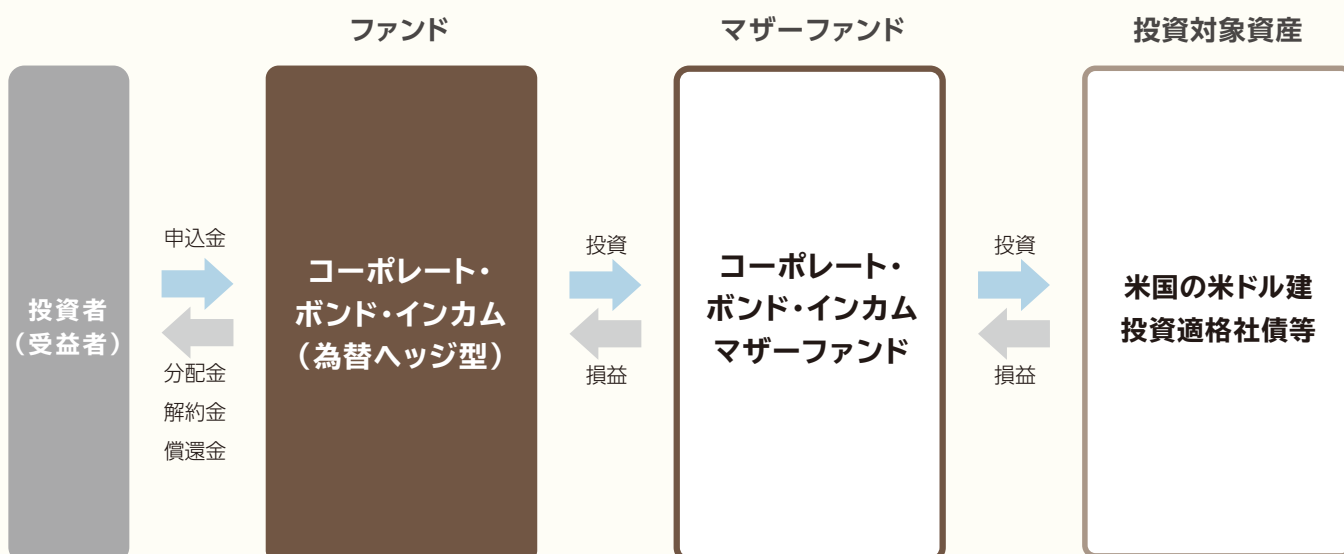 ファンド
マザーファンド
投資対象資産
投資者
（受益者）
申込金
分配金
解約金
償還金
コーポレート・
ボンド・インカム
（為替ヘッジ型）
投資
損益
コーポレート・
ボンド・インカム
マザーファンド
投資
損益
米国の米ドル建
投資適格社債等